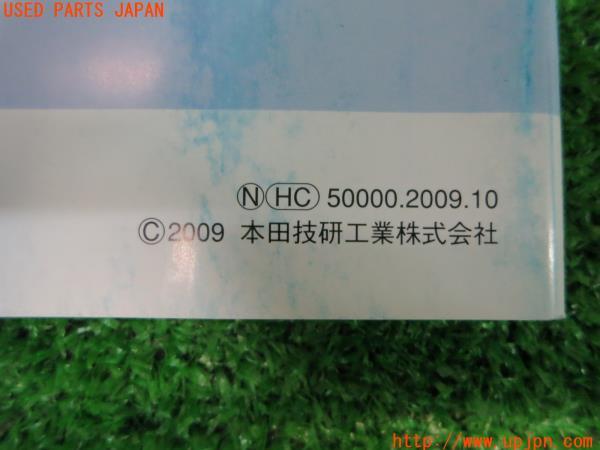 USED PARTS JAPAN
Ⓝ HC 50000.2009.10
©2009 本田技研工業株式会社
http://www.upjpn.com